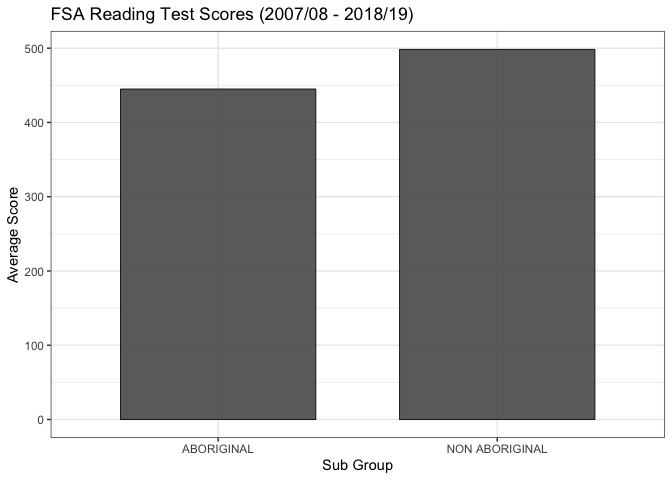 FSA Reading Test Scores (2007/08 - 2018/19)
500
400
300
200
100
0
Average Score
ABORIGINAL
NON ABORIGINAL
Sub Group